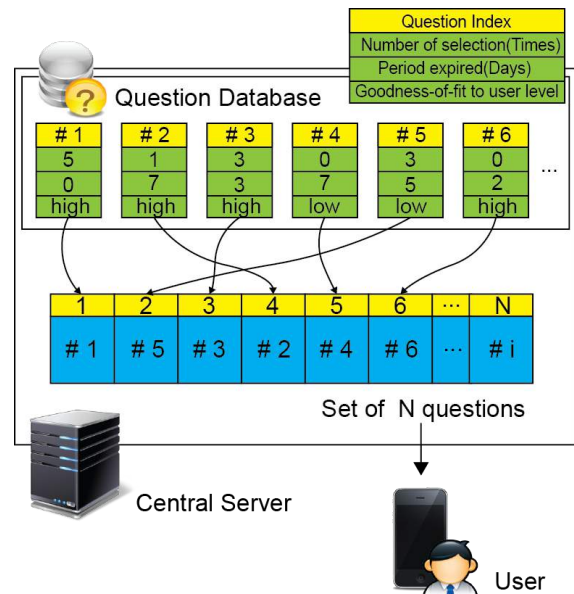 Question Index
Number of selection(Times)
Period expired(Days)
Goodness-of-fit to user level
?
Question Database
# 1 # 2 # 3 # 4 # 5 # 6
5 1 3 0 3 0
0 7 3 7 5 2 ...
high high high low low high
1 2 3 4 5 6 ... N
# 1 # 5 # 3 # 2 # 4 # 6 ... # i
Set of N questions
Central Server
User